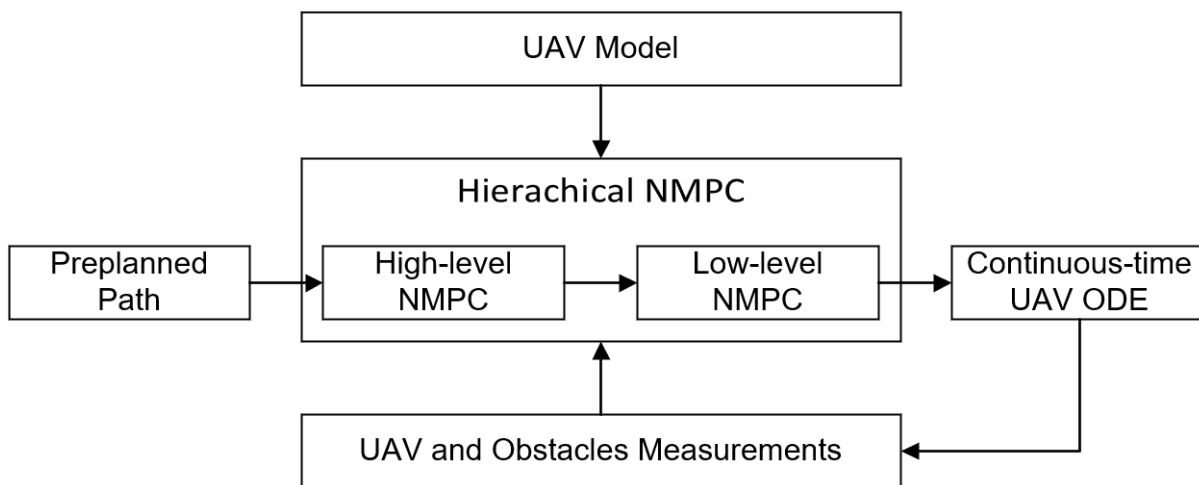 UAV Model
Hierachical NMPC
Preplanned
Path
High-level
NMPC
Low-level
NMPC
Continuous-time
UAV ODE
UAV and Obstacles Measurements